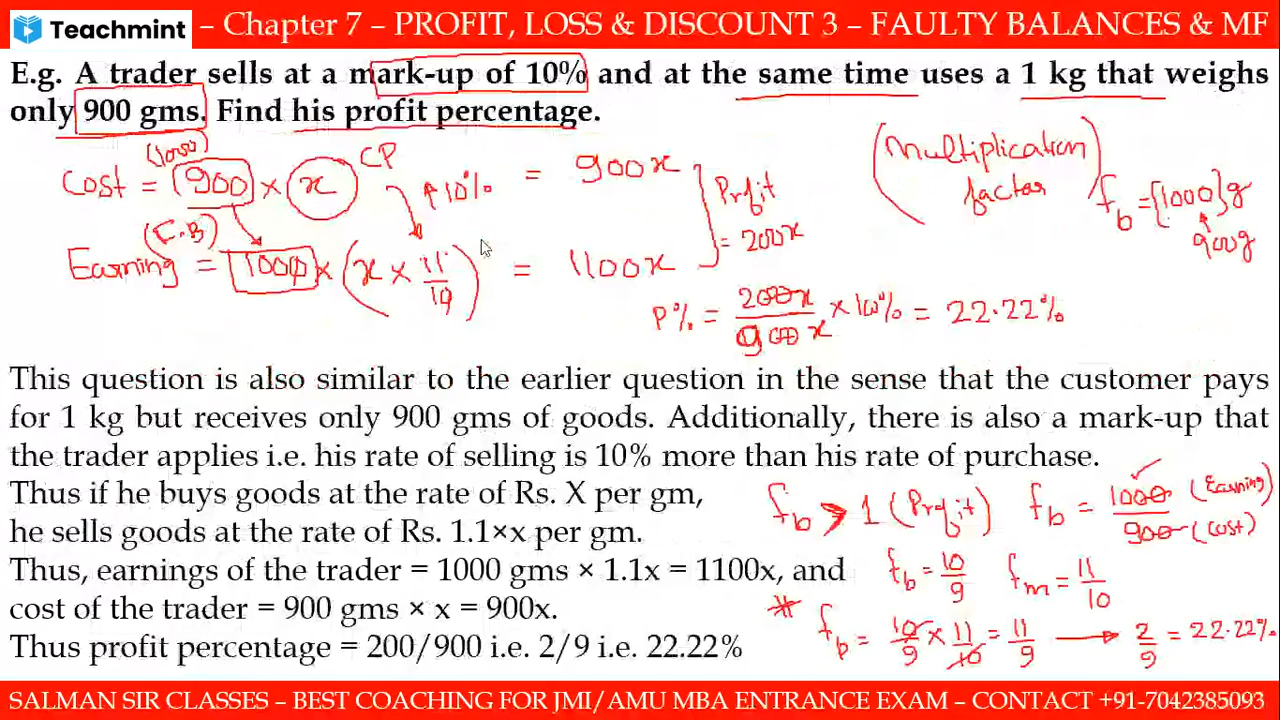 Teachmint – Chapter 7 – PROFIT, LOSS & DISCOUNT 3 – FAULTY BALANCES & MF
E.g. A trader sells at a mark-up of 10% and at the same time uses a 1 kg that weighs
only 900 gms. Find his profit percentage.
(1000)
Cost = 900 × x CP ↑10% = 900x
(F.B)
Earning = 1000 × (x × 11/10) = 1100x
Profit
= 200x
(Multiplication
factor)
f_b = {1000}g
900g
P% = 200x/900x × 100% = 22.22%
This question is also similar to the earlier question in the sense that the customer pays
for 1 kg but receives only 900 gms of goods. Additionally, there is also a mark-up that
the trader applies i.e. his rate of selling is 10% more than his rate of purchase.
Thus if he buys goods at the rate of Rs. X per gm,
he sells goods at the rate of Rs. 1.1×x per gm.
Thus, earnings of the trader = 1000 gms × 1.1x = 1100x, and
cost of the trader = 900 gms × x = 900x.
Thus profit percentage = 200/900 i.e. 2/9 i.e. 22.22%
f_b > 1 (Profit) f_b = 1000 (Earning) / 900 (cost)
f_b = 10/9 f_m = 11/10
* f_p = 10/9 × 11/10 = 11/9 → 2/9 = 22.22%
SALMAN SIR CLASSES – BEST COACHING FOR JMI/AMU MBA ENTRANCE EXAM – CONTACT +91-7042385093